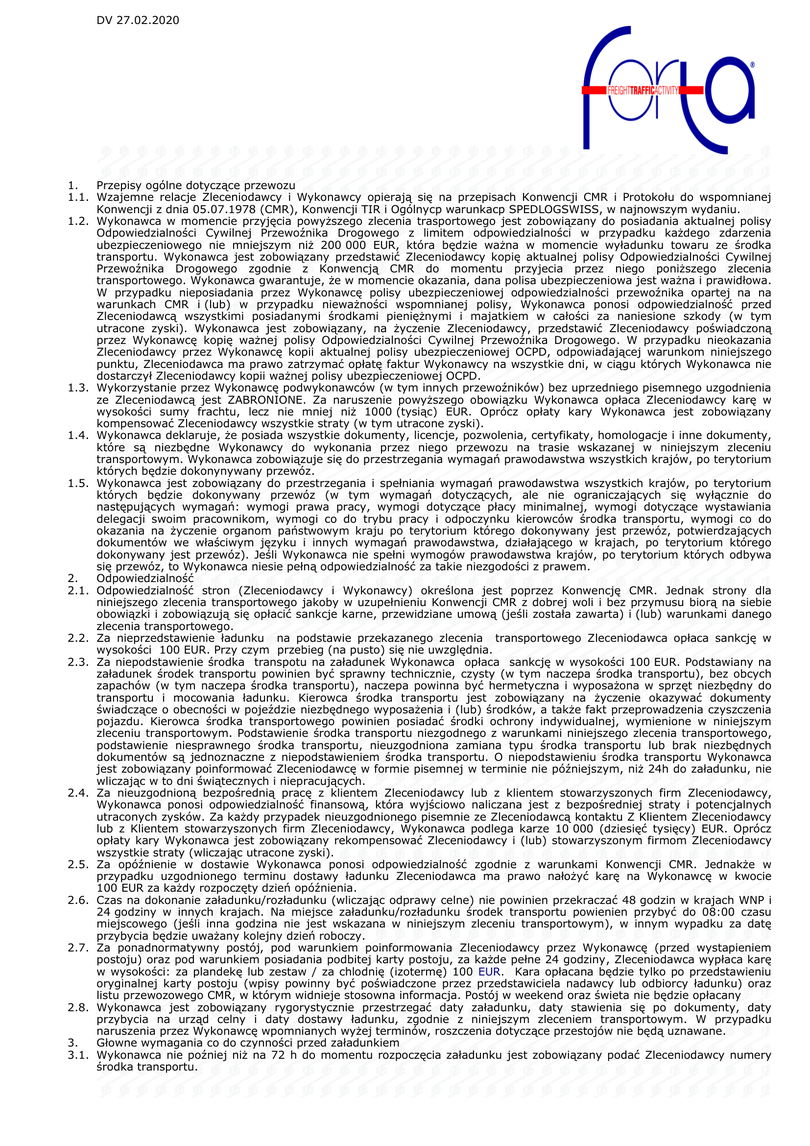 DV 27.02.2020
forta
FREIGHTTRAFFICACTIVITY
®
1. Przepisy ogólne dotyczące przewozu
1.1. Wzajemne relacje Zleceniodawcy i Wykonawcy opierają się na przepisach Konwencji CMR i Protokołu do wspomnianej
Konwencji z dnia 05.07.1978 (CMR), Konwencji TIR i Ogólnycp warunkacp SPEDLOGSWISS, w najnowszym wydaniu.
1.2. Wykonawca w momencie przyjęcia powyższego zlecenia trasportowego jest zobowiązany do posiadania aktualnej polisy
Odpowiedzialności Cywilnej Przewoźnika Drogowego z limitem odpowiedzialności w przypadku każdego zdarzenia
ubezpieczeniowego nie mniejszym niż 200 000 EUR, która będzie ważna w momencie wyładunku towaru ze środka
transportu. Wykonawca jest zobowiązany przedstawić Zleceniodawcy kopię aktualnej polisy Odpowiedzialności Cywilnej
Przewoźnika Drogowego zgodnie z Konwencją CMR do momentu przyjecia przez niego poniższego zlecenia
transportowego. Wykonawca gwarantuje, że w momencie okazania, dana polisa ubezpieczeniowa jest ważna i prawidłowa.
W przypadku nieposiadania przez Wykonawcę polisy ubezpieczeniowej odpowiedzialności przewoźnika opartej na na
warunkach CMR i (lub) w przypadku nieważności wspomnianej polisy, Wykonawca ponosi odpowiedzialność przed
Zleceniodawcą wszystkimi posiadanymi środkami pieniężnymi i majatkiem w całości za naniesione szkody (w tym
utracone zyski). Wykonawca jest zobowiązany, na życzenie Zleceniodawcy, przedstawić Zleceniodawcy poświadczoną
przez Wykonawcę kopię ważnej polisy Odpowiedzialności Cywilnej Przewoźnika Drogowego. W przypadku nieokazania
Zleceniodawcy przez Wykonawcę kopii aktualnej polisy ubezpieczeniowej OCPD, odpowiadającej warunkom niniejszego
punktu, Zleceniodawca ma prawo zatrzymać opłatę faktur Wykonawcy na wszystkie dni, w ciągu których Wykonawca nie
dostarczył Zleceniodawcy kopii ważnej polisy ubezpieczeniowej OCPD.
1.3. Wykorzystanie przez Wykonawcę podwykonawców (w tym innych przewoźników) bez uprzedniego pisemnego uzgodnienia
ze Zleceniodawcą jest ZABRONIONE. Za naruszenie powyższego obowiązku Wykonawca opłaca Zleceniodawcy karę w
wysokości sumy frachtu, lecz nie mniej niż 1000 (tysiąc) EUR. Oprócz opłaty kary Wykonawca jest zobowiązany
kompensować Zleceniodawcy wszystkie straty (w tym utracone zyski).
1.4. Wykonawca deklaruje, że posiada wszystkie dokumenty, licencje, pozwolenia, certyfikaty, homologacje i inne dokumenty,
które są niezbędne Wykonawcy do wykonania przez niego przewozu na trasie wskazanej w niniejszym zleceniu
transportowym. Wykonawca zobowiązuje się do przestrzegania wymagań prawodawstwa wszystkich krajów, po terytorium
których będzie dokonynywany przewóz.
1.5. Wykonawca jest zobowiązany do przestrzegania i spełniania wymagań prawodawstwa wszystkich krajów, po terytorium
których będzie dokonywany przewóz (w tym wymagań dotyczących, ale nie ograniczających się wyłącznie do
następujących wymagań: wymogi prawa pracy, wymogi dotyczące płacy minimalnej, wymogi dotyczące wystawiania
delegacji swoim pracownikom, wymogi co do trybu pracy i odpoczynku kierowców środka transportu, wymogi co do
okazania na życzenie organom państwowym kraju po terytorium którego dokonywany jest przewóz, potwierdzających
dokumentów we właściwym języku i innych wymagań prawodawstwa, działającego w krajach, po terytorium którego
dokonywany jest przewóz). Jeśli Wykonawca nie spełni wymogów prawodawstwa krajów, po terytorium których odbywa
się przewóz, to Wykonawca niesie pełną odpowiedzialność za takie niezgodości z prawem.
2. Odpowiedzialność
2.1. Odpowiedzialność stron (Zleceniodawcy i Wykonawcy) określona jest poprzez Konwencję CMR. Jednak strony dla
niniejszego zlecenia transportowego jakoby w uzupełnieniu Konwencji CMR z dobrej woli i bez przymusu biorą na siebie
obowiązki i zobowiązują się opłacić sankcje karne, przewidziane umową (jeśli została zawarta) i (lub) warunkami danego
zlecenia transportowego.
2.2. Za nieprzedstawienie ładunku na podstawie przekazanego zlecenia transportowego Zleceniodawca opłaca sankcję w
wysokości 100 EUR. Przy czym przebieg (na pusto) się nie uwzględnia.
2.3. Za niepodstawienie środka transpotu na załadunek Wykonawca opłaca sankcję w wysokości 100 EUR. Podstawiany na
załadunek środek transportu powinien być sprawny technicznie, czysty (w tym naczepa środka transportu), bez obcych
zapachów (w tym naczepa środka transportu), naczepa powinna być hermetyczna i wyposażona w sprzęt niezbędny do
transportu i mocowania ładunku. Kierowca środka transportu jest zobowiązany na życzenie okazywać dokumenty
świadczące o obecności w pojeździe niezbędnego wyposażenia i (lub) środków, a także fakt przeprowadzenia czyszczenia
pojazdu. Kierowca środka transportowego powinien posiadać środki ochrony indywidualnej, wymienione w niniejszym
zleceniu transportowym. Podstawienie środka transportu niezgodnego z warunkami niniejszego zlecenia transportowego,
podstawienie niesprawnego środka transportu, nieuzgodniona zamiana typu środka transportu lub brak niezbędnych
dokumentów są jednoznaczne z niepodstawieniem środka transportu. O niepodstawieniu środka transportu Wykonawca
jest zobowiązany poinformować Zleceniodawcę w formie pisemnej w terminie nie późniejszym, niż 24h do załadunku, nie
wliczając w to dni świątecznych i niepracujących.
2.4. Za nieuzgodnioną bezpośrednią pracę z klientem Zleceniodawcy lub z klientem stowarzyszonych firm Zleceniodawcy,
Wykonawca ponosi odpowiedzialność finansową, która wyjściowo naliczana jest z bezpośredniej straty i potencjalnych
utraconych zysków. Za każdy przypadek nieuzgodnionego pisemnie ze Zleceniodawcą kontaktu Z Klientem Zleceniodawcy
lub z Klientem stowarzyszonych firm Zleceniodawcy, Wykonawca podlega karze 10 000 (dziesięć tysięcy) EUR. Oprócz
opłaty kary Wykonawca jest zobowiązany rekompensować Zleceniodawcy i (lub) stowarzyszonym firmom Zleceniodawcy
wszystkie straty (wliczając utracone zyski).
2.5. Za opóźnienie w dostawie Wykonawca ponosi odpowiedzialność zgodnie z warunkami Konwencji CMR. Jednakże w
przypadku uzgodnionego terminu dostawy ładunku Zleceniodawca ma prawo nałożyć karę na Wykonawcę w kwocie
100 EUR za każdy rozpoczęty dzień opóźnienia.
2.6. Czas na dokonanie załadunku/rozładunku (wliczając odprawy celne) nie powinien przekraczać 48 godzin w krajach WNP i
24 godziny w innych krajach. Na miejsce załadunku/rozładunku środek transportu powienien przybyć do 08:00 czasu
miejscowego (jeśli inna godzina nie jest wskazana w niniejszym zleceniu transportowym), w innym wypadku za datę
przybycia będzie uważany kolejny dzień roboczy.
2.7. Za ponadnormatywny postój, pod warunkiem poinformowania Zleceniodawcy przez Wykonawcę (przed wystapieniem
postoju) oraz pod warunkiem posiadania podbitej karty postoju, za każde pełne 24 godziny, Zleceniodawca wypłaca karę
w wysokości: za plandekę lub zestaw / za chłodnię (izotermę) 100 EUR. Kara opłacana będzie tylko po przedstawieniu
oryginalnej karty postoju (wpisy powinny być poświadczone przez przedstawiciela nadawcy lub odbiorcy ładunku) oraz
listu przewozowego CMR, w którym widnieje stosowna informacja. Postój w weekend oraz świeta nie będzie opłacany
2.8. Wykonawca jest zobowiązany rygorystycznie przestrzegać daty załadunku, daty stawienia się po dokumenty, daty
przybycia na urząd celny i daty dostawy ładunku, zgodnie z niniejszym zleceniem transportowym. W przypadku
naruszenia przez Wykonawcę wpomnianych wyżej terminów, roszczenia dotyczące przestojów nie będą uznawane.
3. Głowne wymagania co do czynności przed załadunkiem
3.1. Wykonawca nie poźniej niż na 72 h do momentu rozpoczęcia załadunku jest zobowiązany podać Zleceniodawcy numery
środka transportu.